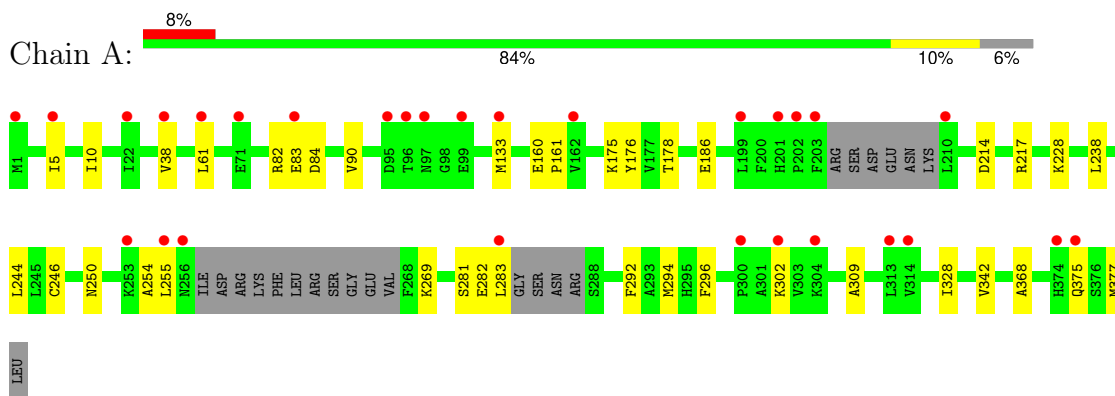 8%
Chain A:
84% 10% 6%
M1 I5 I10 I22 V38 L61 E71 R82 E83 D84 V90 D95 T96 N97 G98 E99 M133 E160 P161 V162 K175 Y176 V177 T178 E186 L199 F200 H201 P202 F203 ARG SER ASP GLU ASN LYS L210 D214 R217 K228 L238
L244 L245 C246 N250 K253 A254 L255 N256 ILE ASP ARG LYS PHE LEU ARG SER GLY GLU VAL F268 K269 S281 E282 L283 GLY SER ASN ARG S288 F292 A293 M294 H295 F296 P300 A301 K302 V303 K304 A309 L313 V314 I328 V342 A368 H374 Q375 S376 M377
LEU